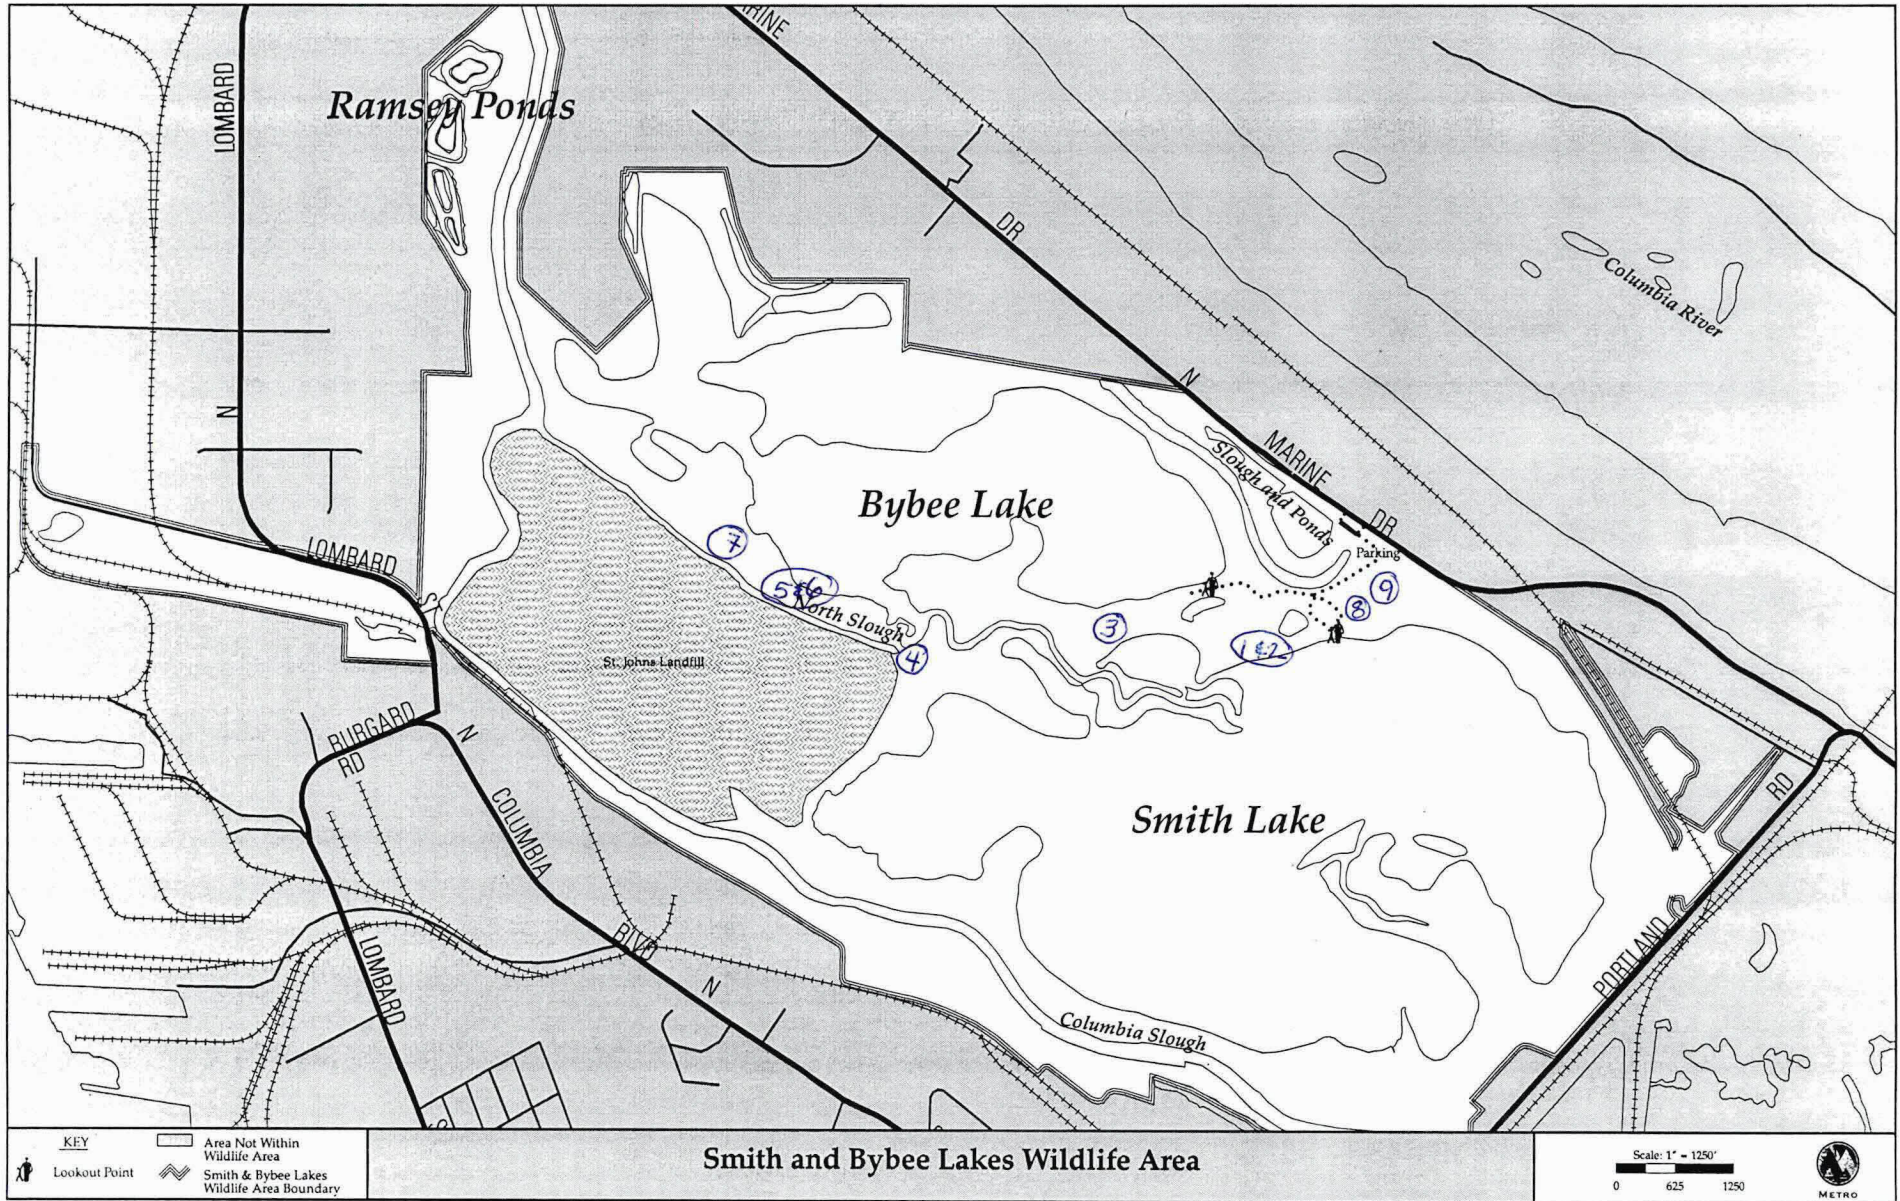 MARINE
LOMBARD
Ramsey Ponds
DR
Columbia River
N
N
MARINE
Slough and Ponds
DR
Bybee Lake
Parking
LOMBARD
7
9
5 & 6
8
North Slough
3
ST
1 & 2
4
St. Johns Landfill
BURGARD
RD
N
COLUMBIA
RD
Smith Lake
PORTLAND
BLVD
LOMBARD
N
Columbia Slough
KEY
Lookout Point
Area Not Within
Wildlife Area
Smith & Bybee Lakes
Wildlife Area Boundary
Smith and Bybee Lakes Wildlife Area
Scale: 1" = 1250'
0 625 1250
METRO